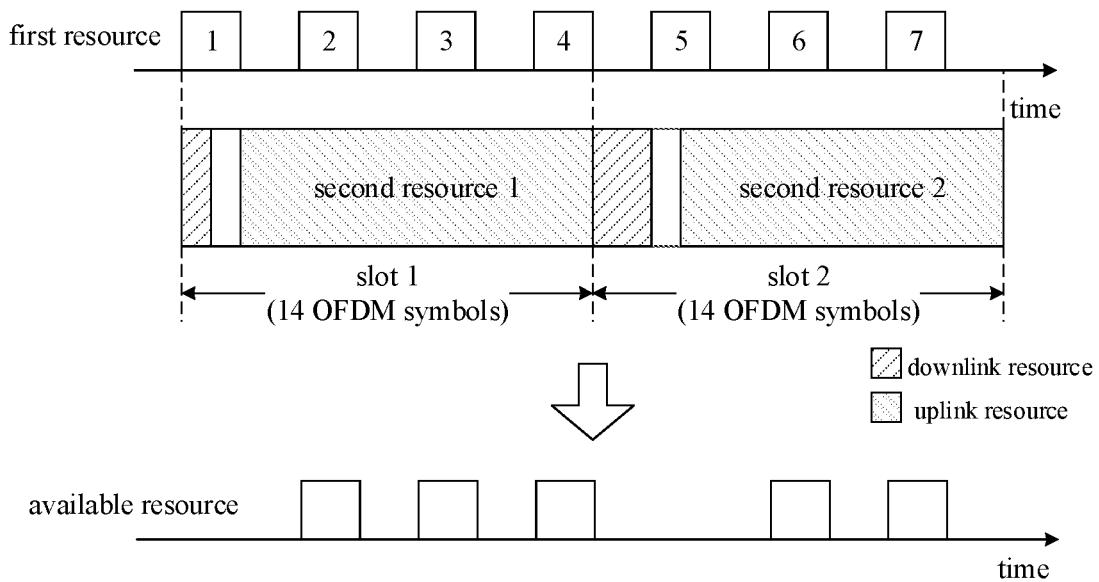 first resource
1 2 3 4 5 6 7
time
second resource 1
second resource 2
slot 1
(14 OFDM symbols)
slot 2
(14 OFDM symbols)
downlink resource
uplink resource
available resource
time